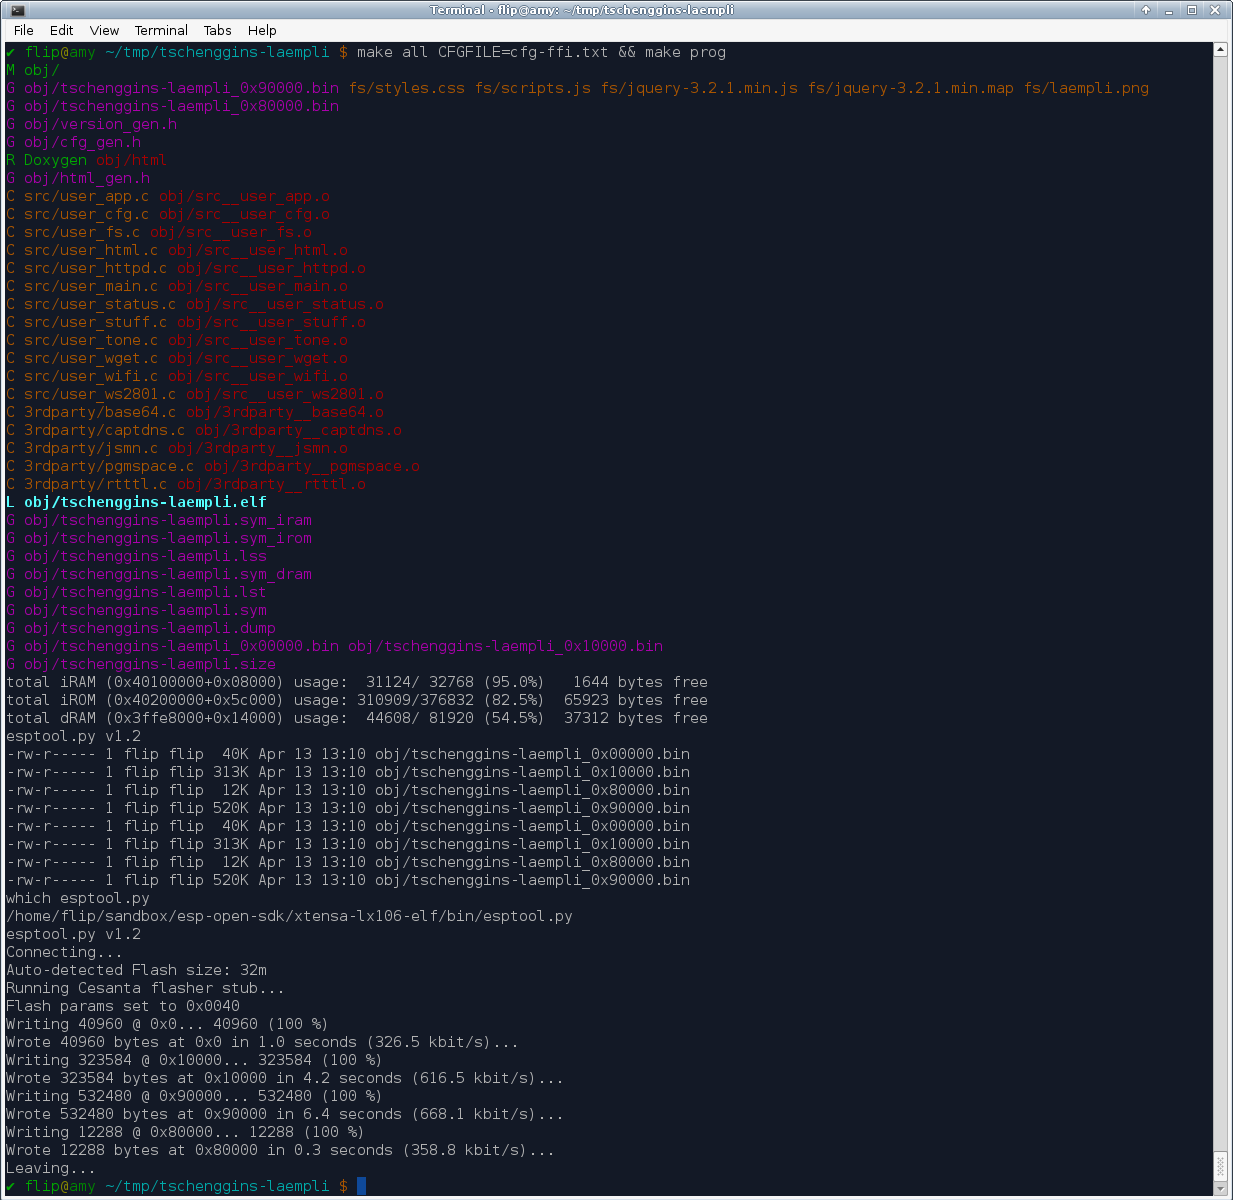 Terminal - flip@amy: ~/tmp/tschenggins-laempli
File Edit View Terminal Tabs Help
✔ flip@amy ~/tmp/tschenggins-laempli $ make all CFGFILE=cfg-ffi.txt && make prog
M obj/
G obj/tschenggins-laempli_0x90000.bin fs/styles.css fs/scripts.js fs/jquery-3.2.1.min.js fs/jquery-3.2.1.min.map fs/laempli.png
G obj/tschenggins-laempli_0x80000.bin
G obj/version_gen.h
G obj/cfg_gen.h
R Doxygen obj/html
G obj/html_gen.h
C src/user_app.c obj/src__user_app.o
C src/user_cfg.c obj/src__user_cfg.o
C src/user_fs.c obj/src__user_fs.o
C src/user_html.c obj/src__user_html.o
C src/user_httpd.c obj/src__user_httpd.o
C src/user_main.c obj/src__user_main.o
C src/user_status.c obj/src__user_status.o
C src/user_stuff.c obj/src__user_stuff.o
C src/user_tone.c obj/src__user_tone.o
C src/user_wget.c obj/src__user_wget.o
C src/user_wifi.c obj/src__user_wifi.o
C src/user_ws2801.c obj/src__user_ws2801.o
C 3rdparty/base64.c obj/3rdparty__base64.o
C 3rdparty/captdns.c obj/3rdparty__captdns.o
C 3rdparty/jsmn.c obj/3rdparty__jsmn.o
C 3rdparty/pgmspace.c obj/3rdparty__pgmspace.o
C 3rdparty/rtttl.c obj/3rdparty__rtttl.o
L obj/tschenggins-laempli.elf
G obj/tschenggins-laempli.sym_iram
G obj/tschenggins-laempli.sym_irom
G obj/tschenggins-laempli.lss
G obj/tschenggins-laempli.sym_dram
G obj/tschenggins-laempli.lst
G obj/tschenggins-laempli.sym
G obj/tschenggins-laempli.dump
G obj/tschenggins-laempli_0x00000.bin obj/tschenggins-laempli_0x10000.bin
G obj/tschenggins-laempli.size
total iRAM (0x40100000+0x08000) usage:  31124/ 32768 (95.0%)   1644 bytes free
total iROM (0x40200000+0x5c000) usage: 310909/376832 (82.5%)  65923 bytes free
total dRAM (0x3ffe8000+0x14000) usage:  44608/ 81920 (54.5%)  37312 bytes free
esptool.py v1.2
-rw-r----- 1 flip flip  40K Apr 13 13:10 obj/tschenggins-laempli_0x00000.bin
-rw-r----- 1 flip flip 313K Apr 13 13:10 obj/tschenggins-laempli_0x10000.bin
-rw-r----- 1 flip flip  12K Apr 13 13:10 obj/tschenggins-laempli_0x80000.bin
-rw-r----- 1 flip flip 520K Apr 13 13:10 obj/tschenggins-laempli_0x90000.bin
-rw-r----- 1 flip flip  40K Apr 13 13:10 obj/tschenggins-laempli_0x00000.bin
-rw-r----- 1 flip flip 313K Apr 13 13:10 obj/tschenggins-laempli_0x10000.bin
-rw-r----- 1 flip flip  12K Apr 13 13:10 obj/tschenggins-laempli_0x80000.bin
-rw-r----- 1 flip flip 520K Apr 13 13:10 obj/tschenggins-laempli_0x90000.bin
which esptool.py
/home/flip/sandbox/esp-open-sdk/xtensa-lx106-elf/bin/esptool.py
esptool.py v1.2
Connecting...
Auto-detected Flash size: 32m
Running Cesanta flasher stub...
Flash params set to 0x0040
Writing 40960 @ 0x0... 40960 (100 %)
Wrote 40960 bytes at 0x0 in 1.0 seconds (326.5 kbit/s)...
Writing 323584 @ 0x10000... 323584 (100 %)
Wrote 323584 bytes at 0x10000 in 4.2 seconds (616.5 kbit/s)...
Writing 532480 @ 0x90000... 532480 (100 %)
Wrote 532480 bytes at 0x90000 in 6.4 seconds (668.1 kbit/s)...
Writing 12288 @ 0x80000... 12288 (100 %)
Wrote 12288 bytes at 0x80000 in 0.3 seconds (358.8 kbit/s)...
Leaving...
✔ flip@amy ~/tmp/tschenggins-laempli $